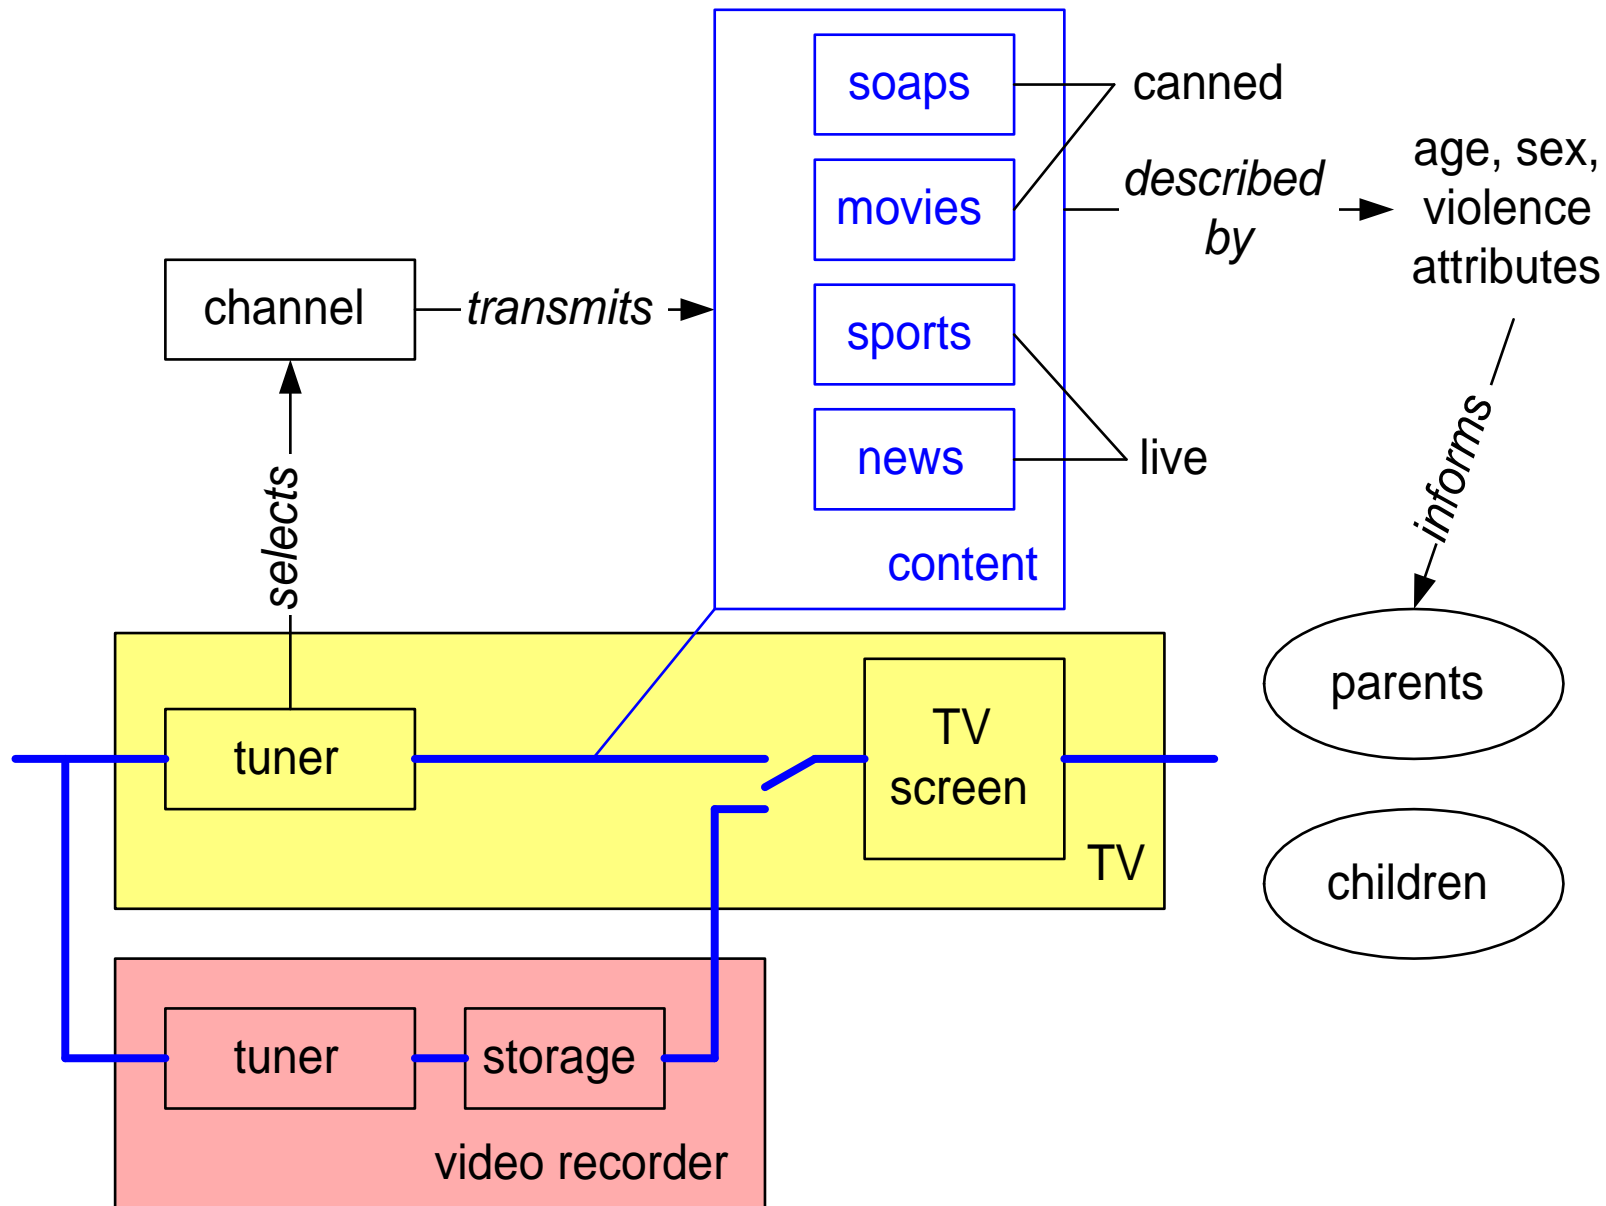 soaps
canned
movies
described
by
age, sex,
violence
attributes
channel
transmits
sports
news
live
content
selects
informs
parents
tuner
TV
screen
TV
children
tuner
storage
video recorder